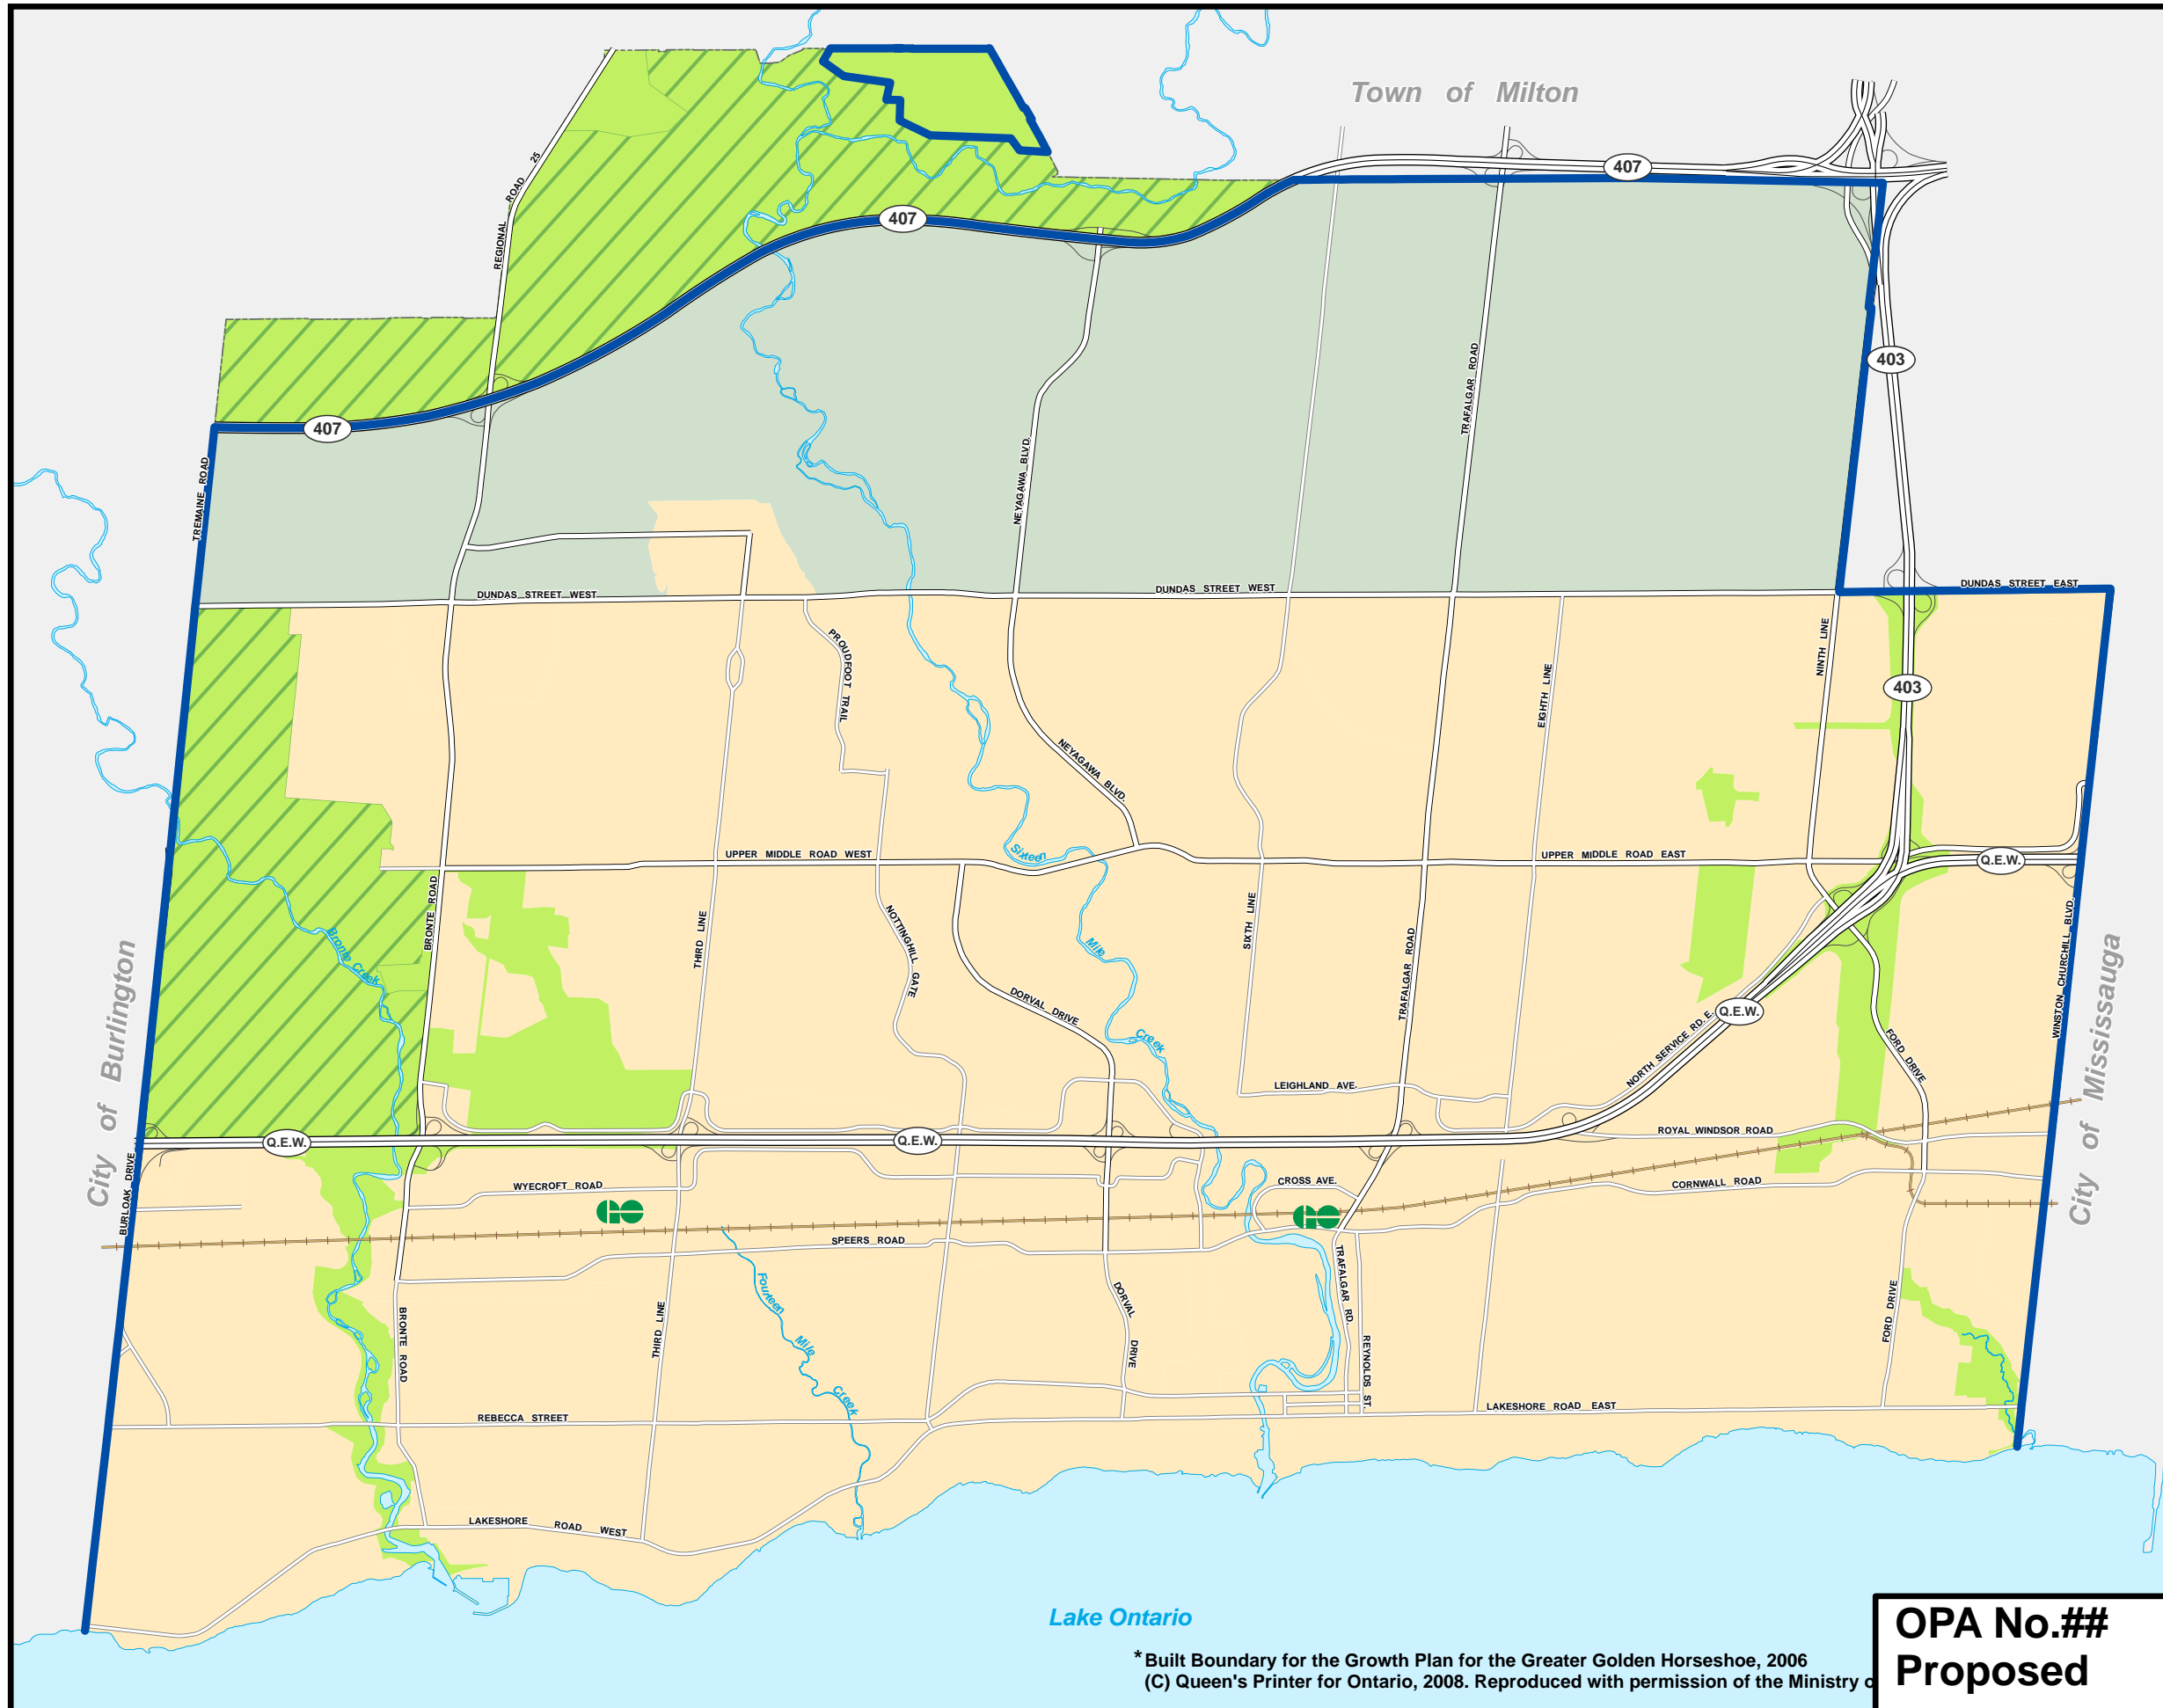 Town of Milton
407
REGIONAL ROAD 25
407
403
TRAFALGAR ROAD
407
NEYAGAWA BLVD.
TREMAINE ROAD
DUNDAS STREET WEST
DUNDAS STREET WEST
DUNDAS STREET EAST
PROUDFOOT TRAIL
NINTH LINE
EIGHTH LINE
403
NEYAGAWA BLVD.
UPPER MIDDLE ROAD WEST
Sixteen
UPPER MIDDLE ROAD EAST
Q.E.W.
BRONTE ROAD
THIRD LINE
NOTTINGHILL GATE
SIXTH LINE
Mile
TRAFALGAR ROAD
WINSTON CHURCHILL BLVD.
Bronte Creek
DORVAL DRIVE
Creek
Q.E.W.
City of Burlington
City of Mississauga
NORTH SERVICE RD. E.
FORD DRIVE
LEIGHLAND AVE.
ROYAL WINDSOR ROAD
Q.E.W.
Q.E.W.
BURLOAK DRIVE
WYECROFT ROAD
CROSS AVE.
CORNWALL ROAD
GO
GO
SPEERS ROAD
TRAFALGAR RD.
Fourteen
Mile
Creek
DORVAL DRIVE
BRONTE ROAD
THIRD LINE
REYNOLDS ST.
FORD DRIVE
REBECCA STREET
LAKESHORE ROAD EAST
LAKESHORE ROAD WEST
Lake Ontario
*Built Boundary for the Growth Plan for the Greater Golden Horseshoe, 2006
(C) Queen's Printer for Ontario, 2008. Reproduced with permission of the Ministry o
OPA No.##
Proposed